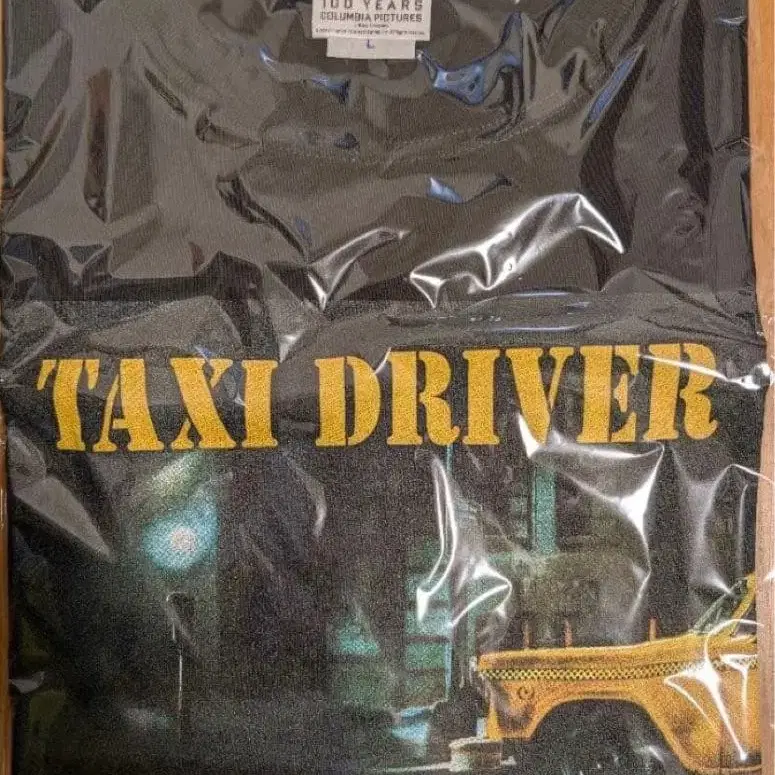 100 YEARS
COLUMBIA PICTURES
L
TAXI DRIVER